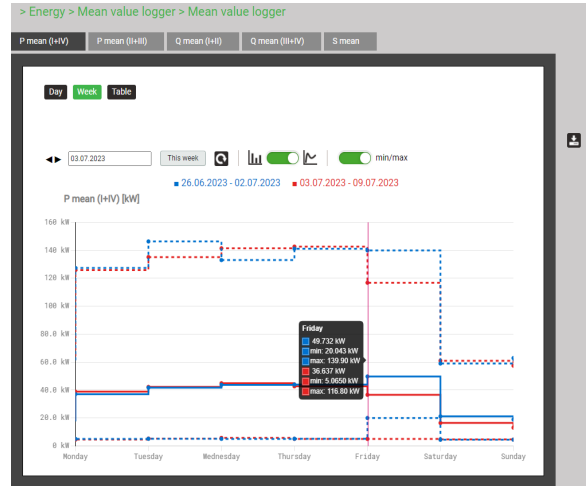 > Energy > Mean value logger > Mean value logger
P mean (I+IV) P mean (II+III) Q mean (I+II) Q mean (III+IV) S mean
Day Week Table
03.07.2023 This week min/max
26.06.2023 - 02.07.2023 03.07.2023 - 09.07.2023
P mean (I+IV) [kW]
160 kW
140 kW
120 kW
100 kW
80.0 kW
60.0 kW
40.0 kW
20.0 kW
0 kW
Friday
49.732 kW
min: 20.043 kW
max: 139.90 kW
36.637 kW
min: 5.0650 kW
max: 116.80 kW
Monday Tuesday Wednesday Thursday Friday Saturday Sunday